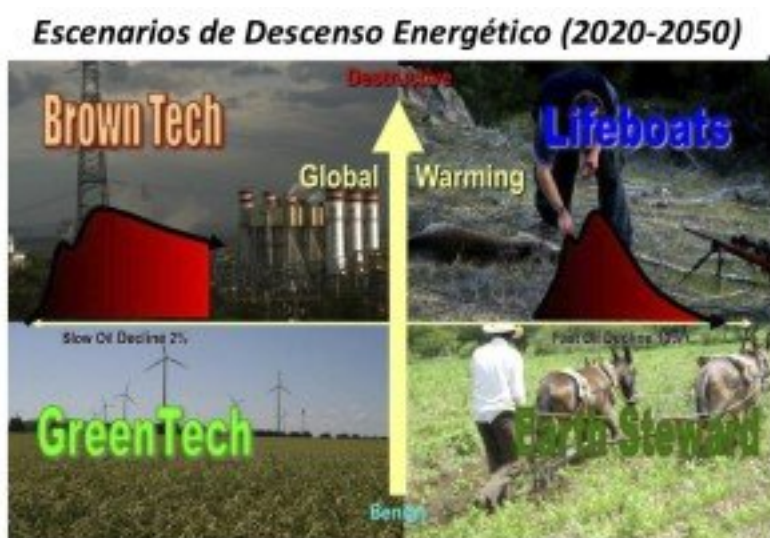 Escenarios de Descenso Energético (2020-2050)
Destructive
Brown Tech
Lifeboats
Global Warming
Slow Oil Decline 2%
Fast Oil Decline
GreenTech
Earth Steward
Benign